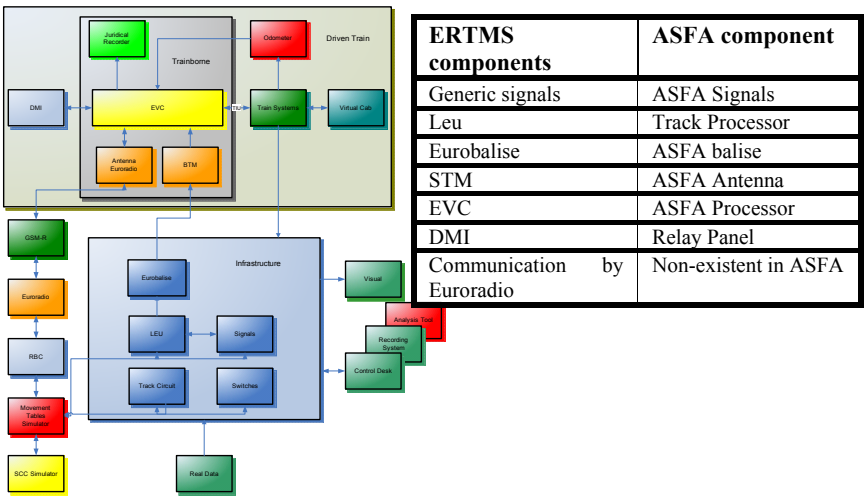 Juridical
Recorder
Odometer
Driven Train
Trainborne
DMI
EVC
TIU
Train Systems
Virtual Cab
Antenna
Euroradio
BTM
GSM-R
Infrastructure
Eurobalise
Visual
Euroradio
LEU
Signals
Analysis Tool
Recording
System
RBC
Control Desk
Track Circuit
Switches
Movement
Tables
Simulator
SCC Simulator
Real Data
ERTMS ASFA component
components
Generic signals ASFA Signals
Leu Track Processor
Eurobalise ASFA balise
STM ASFA Antenna
EVC ASFA Processor
DMI Relay Panel
Communication by Non-existent in ASFA
Euroradio